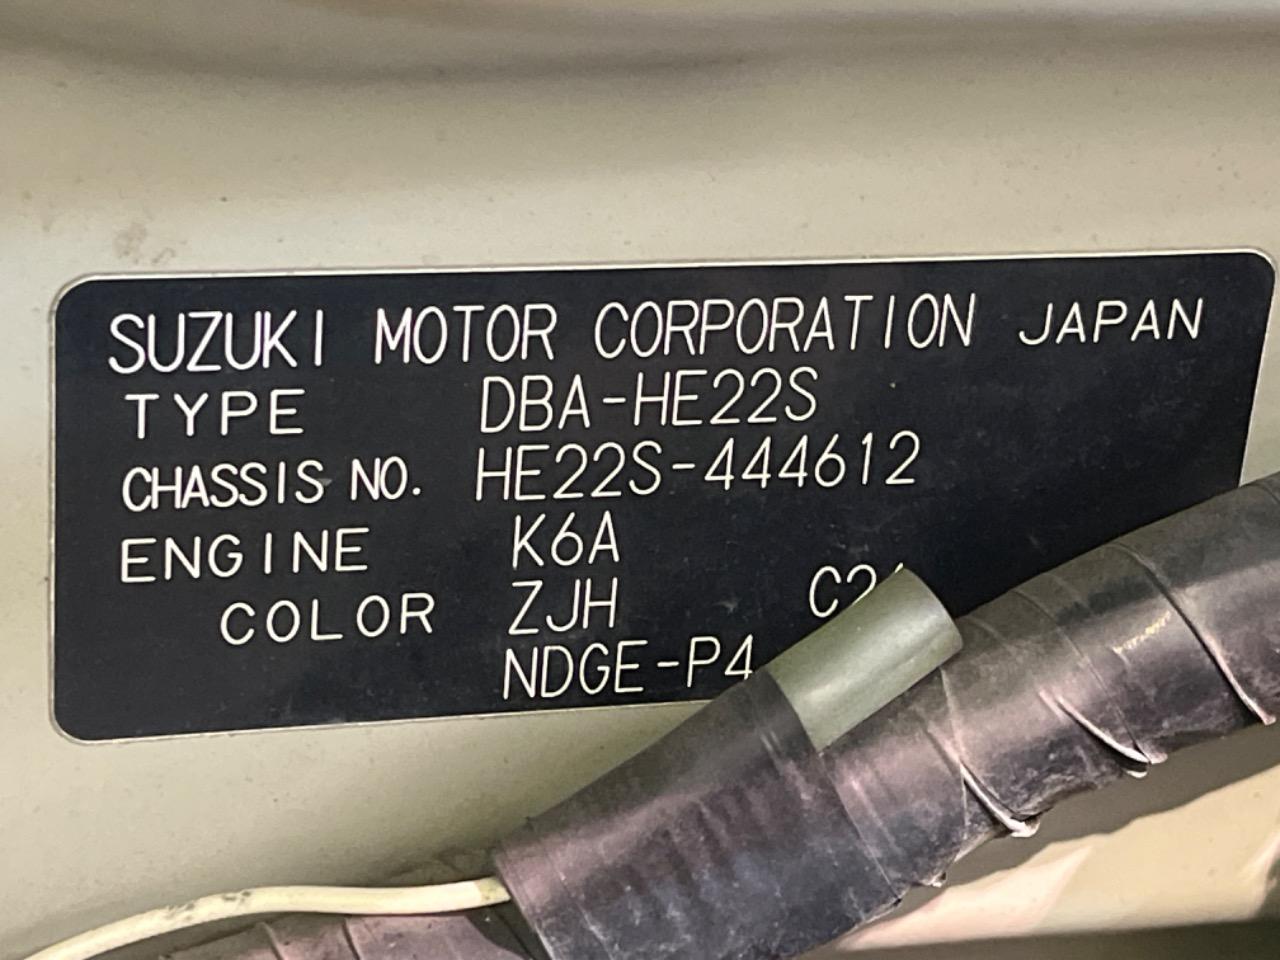 SUZUKI MOTOR CORPORATION JAPAN
TYPE DBA-HE22S
CHASSIS NO. HE22S-444612
ENGINE K6A
COLOR ZJH
NDGE-P4